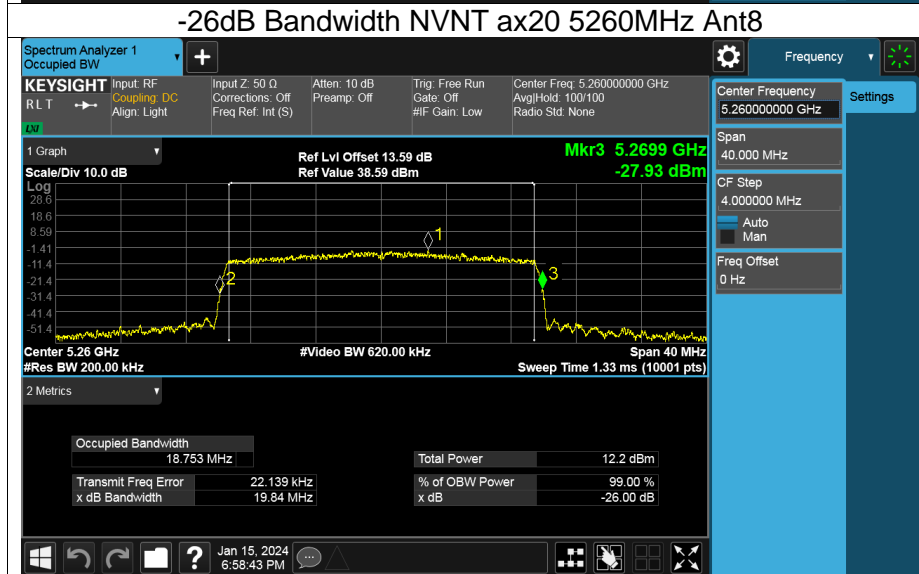 -26dB Bandwidth NVNT ax20 5260MHz Ant8
Spectrum Analyzer 1
Occupied BW
+
Frequency
KEYSIGHT
RLT
LXI
Input: RF
Coupling: DC
Align: Light
Input Z: 50 Ω
Corrections: Off
Freq Ref: Int (S)
Atten: 10 dB
Preamp: Off
Trig: Free Run
Gate: Off
#IF Gain: Low
Center Freq: 5.260000000 GHz
Avg|Hold: 100/100
Radio Std: None
Center Frequency
5.260000000 GHz
Settings
Span
40.000 MHz
CF Step
4.000000 MHz
Auto
Man
Freq Offset
0 Hz
1 Graph
Ref Lvl Offset 13.59 dB
Mkr3 5.2699 GHz
Scale/Div 10.0 dB
Ref Value 38.59 dBm
-27.93 dBm
Log
28.6
18.6
8.59
-1.41
-11.4
-21.4
-31.4
-41.4
-51.4
1
2
3
Center 5.26 GHz
#Video BW 620.00 kHz
Span 40 MHz
#Res BW 200.00 kHz
Sweep Time 1.33 ms (10001 pts)
2 Metrics
Occupied Bandwidth
18.753 MHz
Total Power 12.2 dBm
Transmit Freq Error 22.139 kHz
% of OBW Power 99.00 %
x dB Bandwidth 19.84 MHz
x dB -26.00 dB
?
Jan 15, 2024
6:58:43 PM